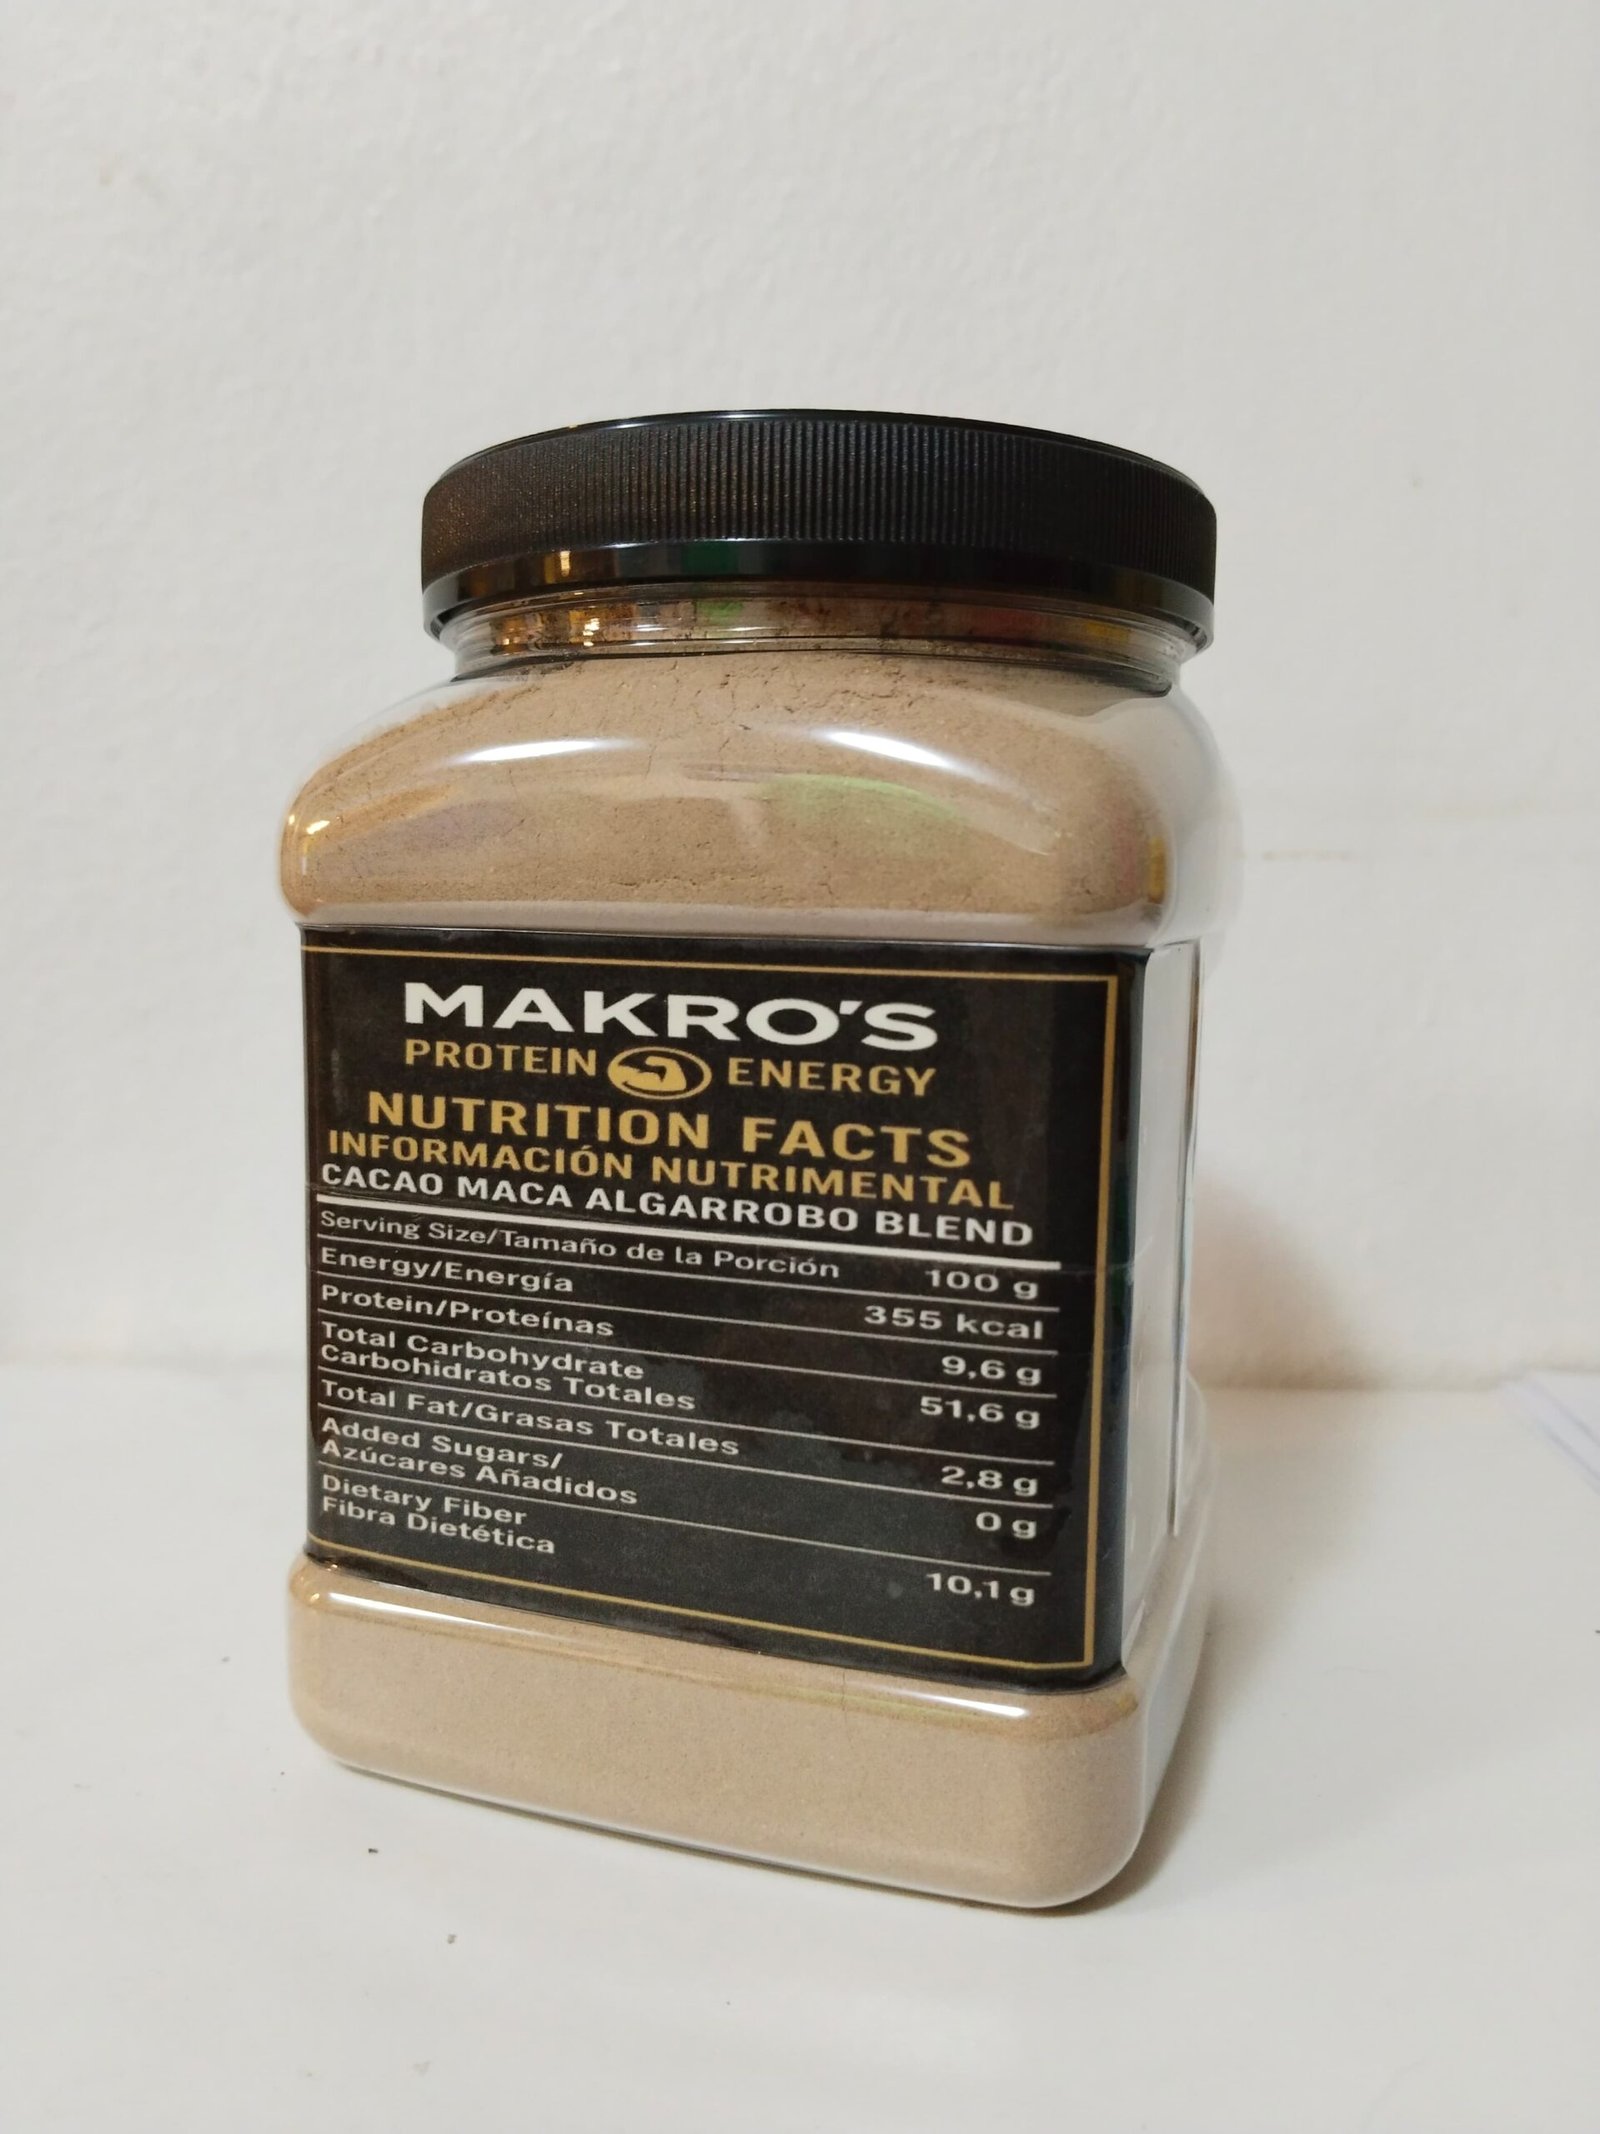 MAKRO'S
PROTEIN ENERGY
NUTRITION FACTS
INFORMACIÓN NUTRIMENTAL
CACAO MACA ALGARROBO BLEND
Serving Size/Tamaño de la Porción 100 g
Energy/Energía 355 kcal
Protein/Proteínas 9,6 g
Total Carbohydrate
Carbohidratos Totales 51,6 g
Total Fat/Grasas Totales 2,8 g
Added Sugars/
Azúcares Añadidos 0 g
Dietary Fiber
Fibra Dietética 10,1 g